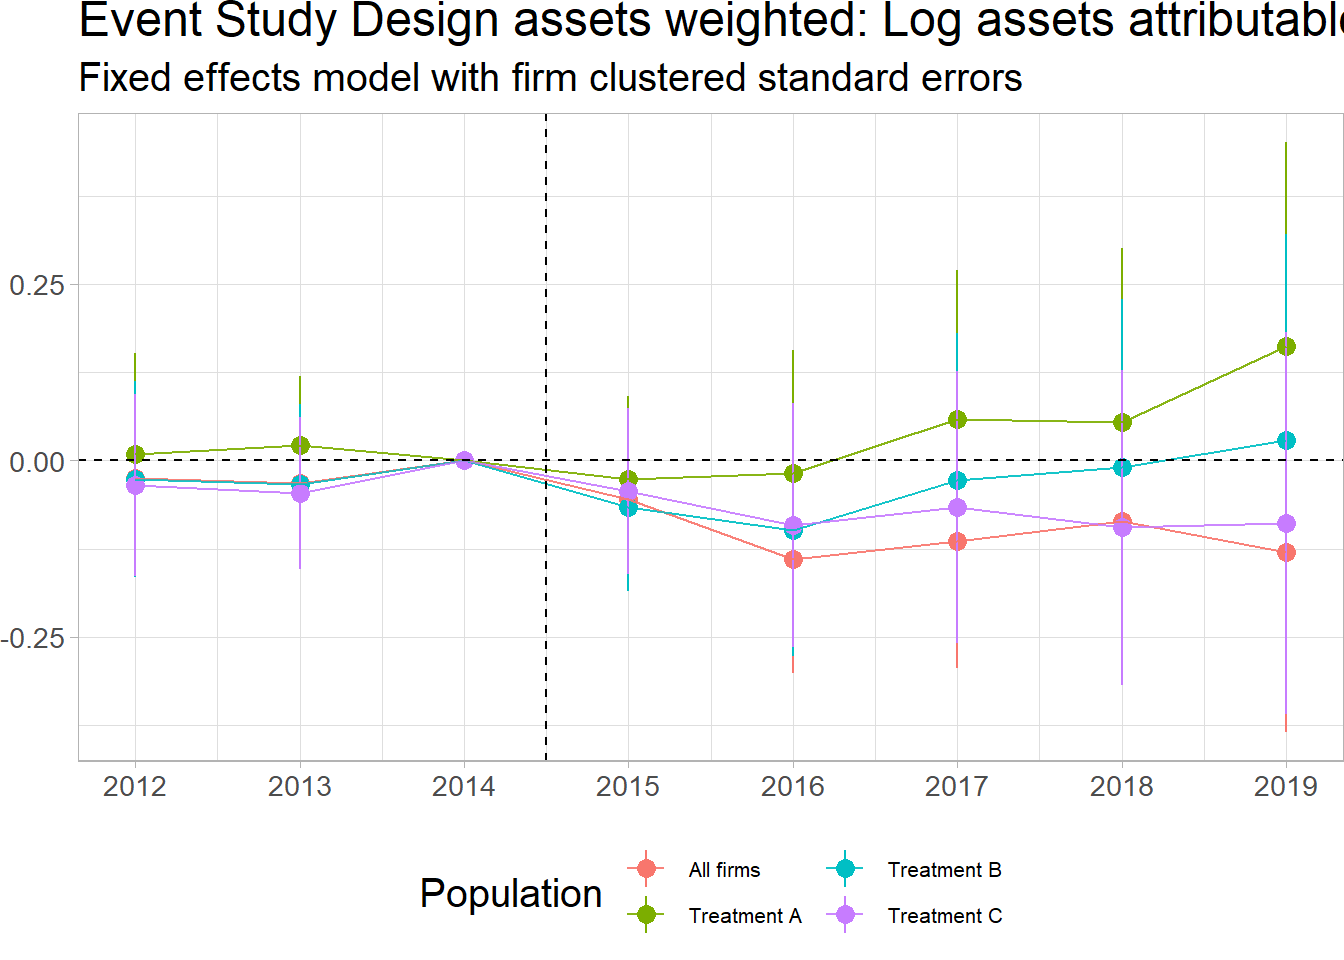 Event Study Design assets weighted: Log assets attributable
Fixed effects model with firm clustered standard errors
0.25
0.00
-0.25
2012 2013 2014 2015 2016 2017 2018 2019
Population
All firms
Treatment A
Treatment B
Treatment C